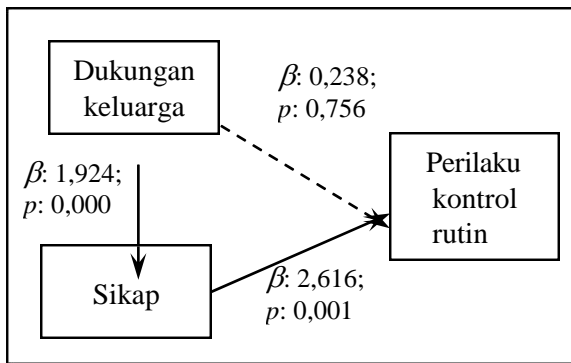 Dukungan
keluarga
β: 0,238;
p: 0,756
Perilaku
kontrol
rutin
β: 1,924;
p: 0,000
Sikap
β: 2,616;
p: 0,001